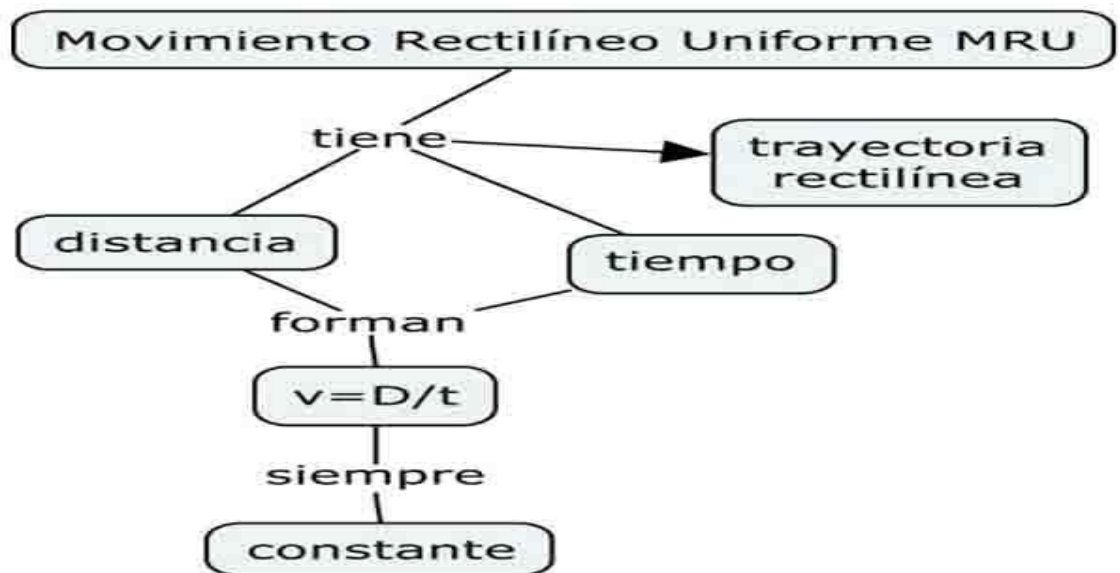 Movimiento Rectilíneo Uniforme MRU
tiene
trayectoria
rectilínea
distancia
tiempo
forman
v=D/t
siempre
constante